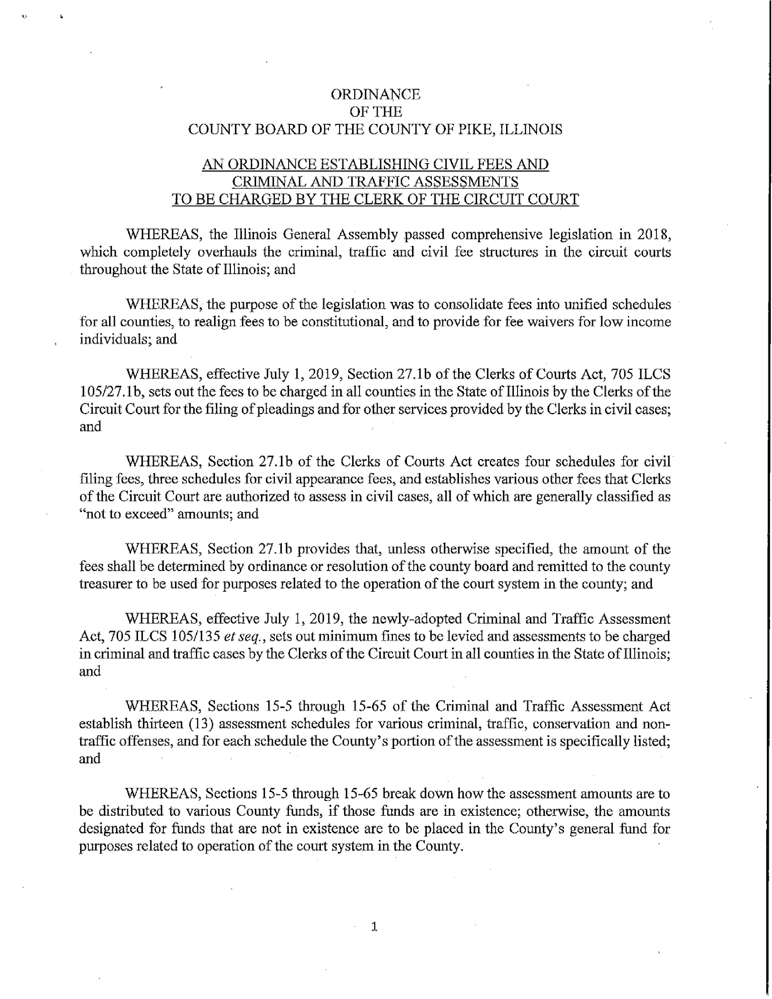 ORDINANCE
OF THE
COUNTY BOARD OF THE COUNTY OF PIKE, ILLINOIS
AN ORDINANCE ESTABLISHING CIVIL FEES AND
CRIMINAL AND TRAFFIC ASSESSMENTS
TO BE CHARGED BY THE CLERK OF THE CIRCUIT COURT
WHEREAS, the Illinois General Assembly passed comprehensive legislation in 2018,
which completely overhauls the criminal, traffic and civil fee structures in the circuit courts
throughout the State of Illinois; and
WHEREAS, the purpose of the legislation was to consolidate fees into unified schedules
for all counties, to realign fees to be constitutional, and to provide for fee waivers for low income
individuals; and
WHEREAS, effective July 1, 2019, Section 27.1b of the Clerks of Courts Act, 705 ILCS
105/27.1b, sets out the fees to be charged in all counties in the State of Illinois by the Clerks of the
Circuit Court for the filing of pleadings and for other services provided by the Clerks in civil cases;
and
WHEREAS, Section 27.1b of the Clerks of Courts Act creates four schedules for civil
filing fees, three schedules for civil appearance fees, and establishes various other fees that Clerks
of the Circuit Court are authorized to assess in civil cases, all of which are generally classified as
“not to exceed” amounts; and
WHEREAS, Section 27.1b provides that, unless otherwise specified, the amount of the
fees shall be determined by ordinance or resolution of the county board and remitted to the county
treasurer to be used for purposes related to the operation of the court system in the county; and
WHEREAS, effective July 1, 2019, the newly-adopted Criminal and Traffic Assessment
Act, 705 ILCS 105/135 et seq., sets out minimum fines to be levied and assessments to be charged
in criminal and traffic cases by the Clerks of the Circuit Court in all counties in the State of Illinois;
and
WHEREAS, Sections 15-5 through 15-65 of the Criminal and Traffic Assessment Act
establish thirteen (13) assessment schedules for various criminal, traffic, conservation and non-
traffic offenses, and for each schedule the County’s portion of the assessment is specifically listed;
and
WHEREAS, Sections 15-5 through 15-65 break down how the assessment amounts are to
be distributed to various County funds, if those funds are in existence; otherwise, the amounts
designated for funds that are not in existence are to be placed in the County’s general fund for
purposes related to operation of the court system in the County.
1